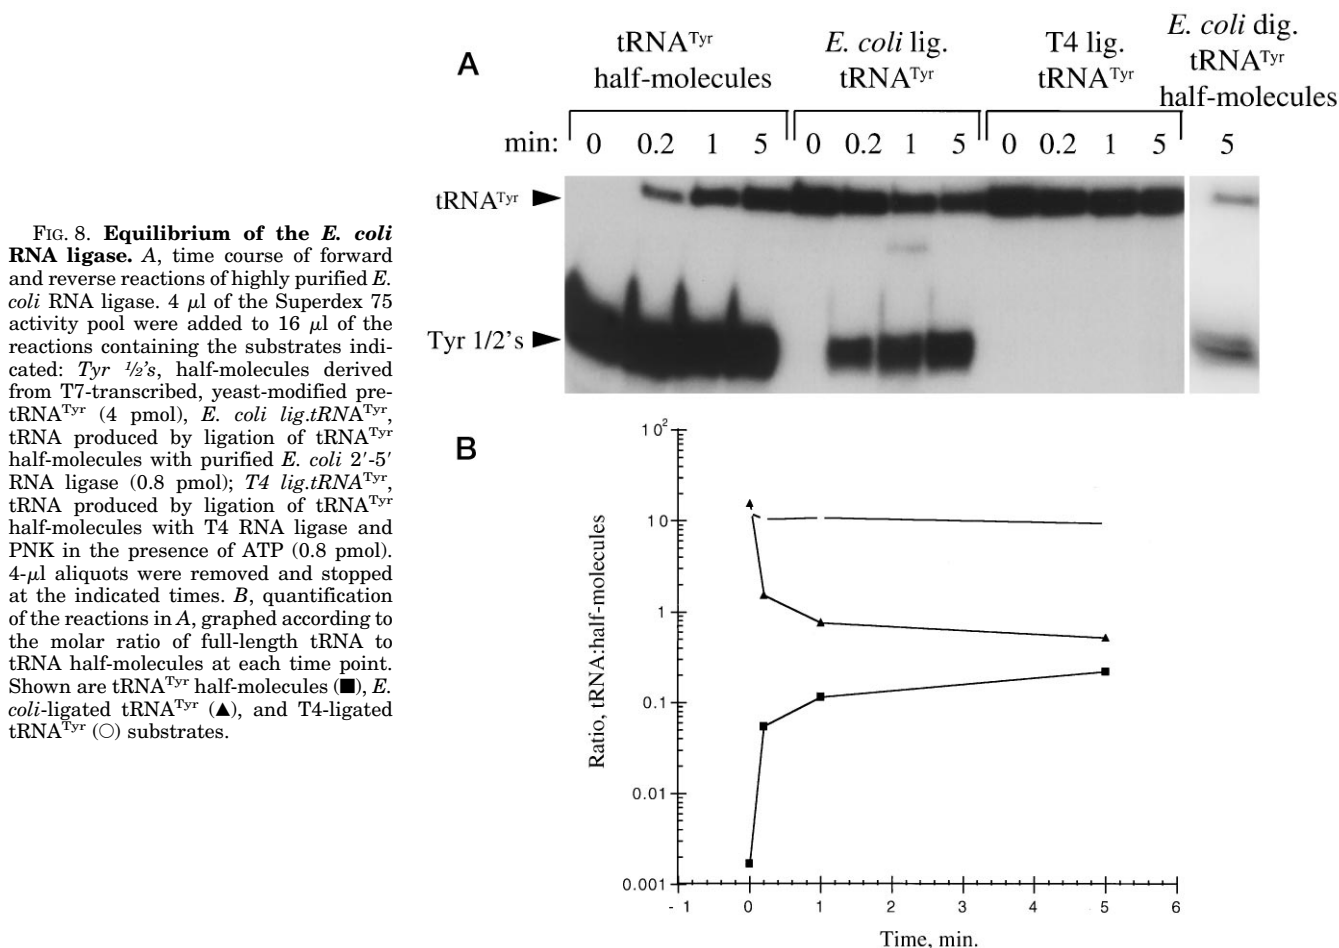 FIG. 8. Equilibrium of the E. coli
RNA ligase. A, time course of forward
and reverse reactions of highly purified E.
coli RNA ligase. 4 μl of the Superdex 75
activity pool were added to 16 μl of the
reactions containing the substrates indi-
cated: Tyr ½’s, half-molecules derived
from T7-transcribed, yeast-modified pre-
tRNAᵀʸʳ (4 pmol), E. coli lig.tRNAᵀʸʳ,
tRNA produced by ligation of tRNAᵀʸʳ
half-molecules with purified E. coli 2′-5′
RNA ligase (0.8 pmol); T4 lig.tRNAᵀʸʳ,
tRNA produced by ligation of tRNAᵀʸʳ
half-molecules with T4 RNA ligase and
PNK in the presence of ATP (0.8 pmol).
4-μl aliquots were removed and stopped
at the indicated times. B, quantification
of the reactions in A, graphed according to
the molar ratio of full-length tRNA to
tRNA half-molecules at each time point.
Shown are tRNAᵀʸʳ half-molecules (■), E.
coli-ligated tRNAᵀʸʳ (▲), and T4-ligated
tRNAᵀʸʳ (○) substrates.
A
tRNAᵀʸʳ
half-molecules
E. coli lig.
tRNAᵀʸʳ
T4 lig.
tRNAᵀʸʳ
E. coli dig.
tRNAᵀʸʳ
half-molecules
min: 0 0.2 1 5 0 0.2 1 5 0 0.2 1 5 5
tRNAᵀʸʳ
Tyr 1/2's
B
Ratio, tRNA:half-molecules
10²
10
1
0.1
0.01
0.001
-1 0 1 2 3 4 5 6
Time, min.